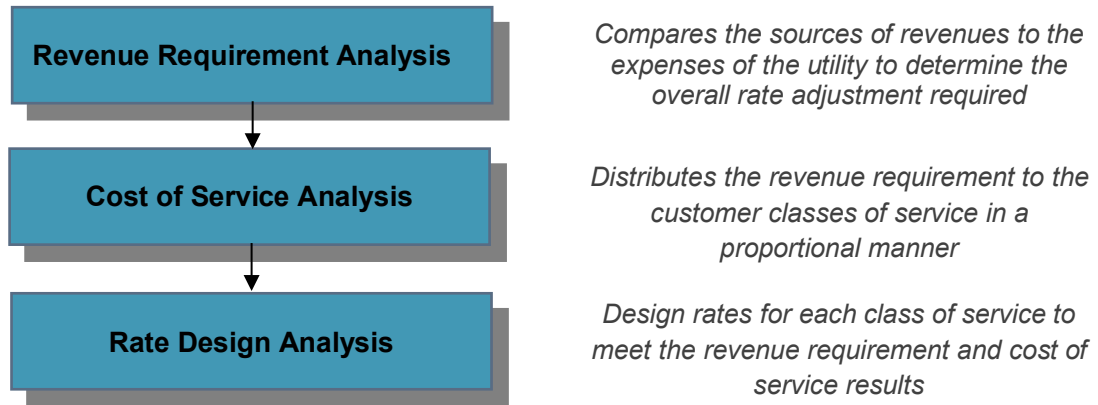 Revenue Requirement Analysis
Compares the sources of revenues to the
expenses of the utility to determine the
overall rate adjustment required
Cost of Service Analysis
Distributes the revenue requirement to the
customer classes of service in a
proportional manner
Rate Design Analysis
Design rates for each class of service to
meet the revenue requirement and cost of
service results